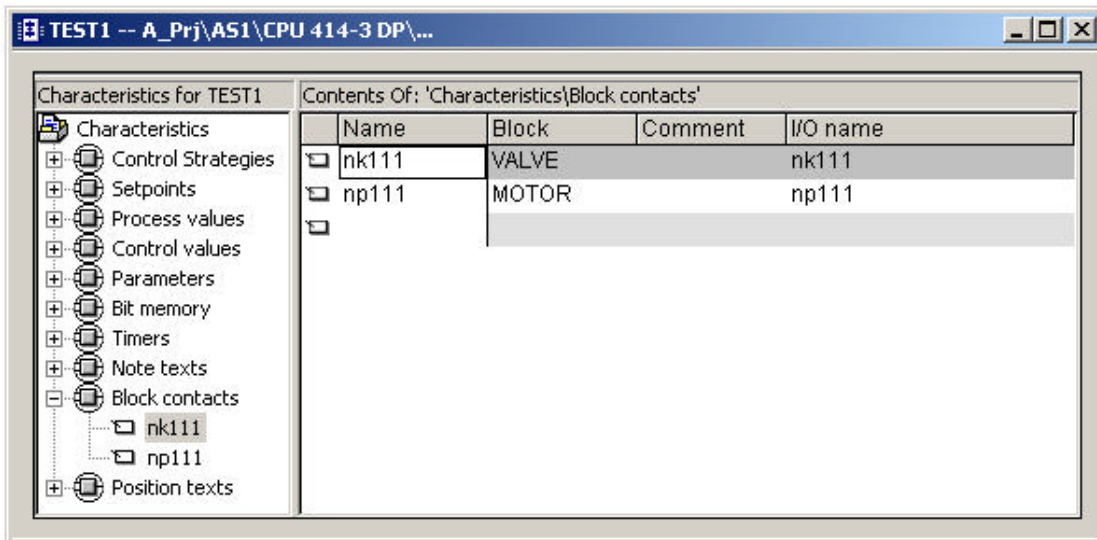 TEST1 -- A_Prj\AS1\CPU 414-3 DP\...
Characteristics for TEST1
Contents Of: 'Characteristics\Block contacts'
Characteristics
Control Strategies
Setpoints
Process values
Control values
Parameters
Bit memory
Timers
Note texts
Block contacts
nk111
np111
Position texts
Name Block Comment I/O name
nk111 VALVE nk111
np111 MOTOR np111